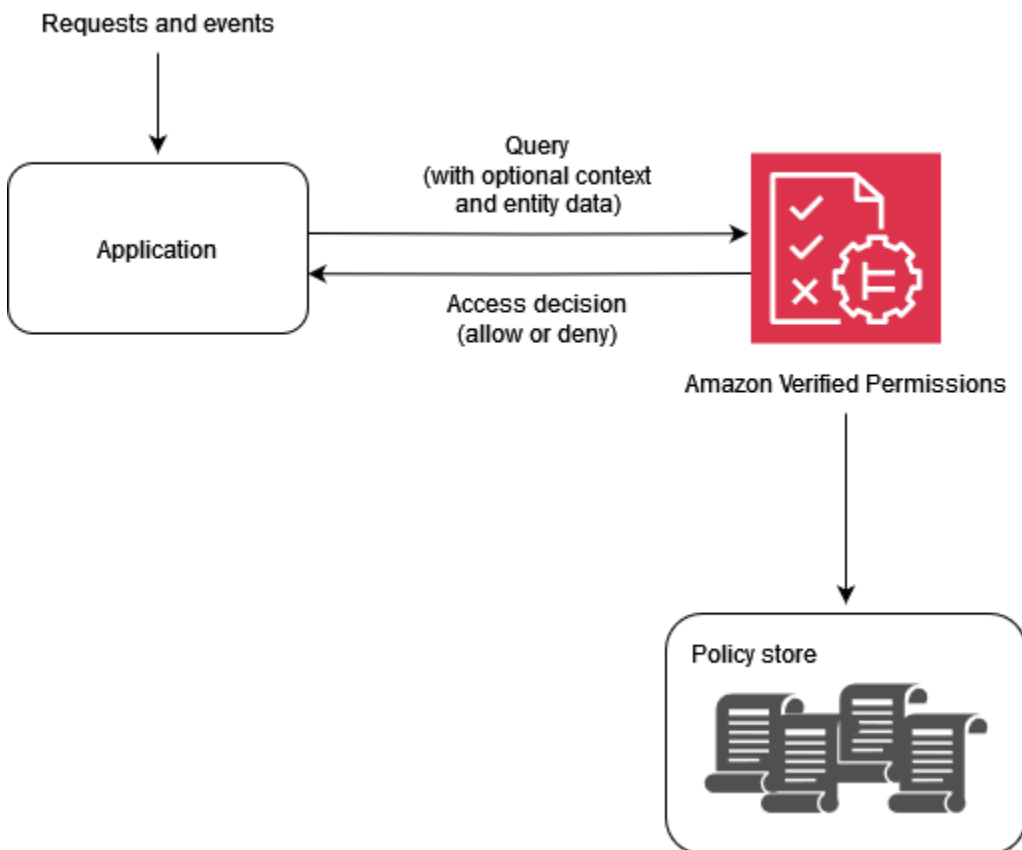 Requests and events
Query
(with optional context
and entity data)
Application
Access decision
(allow or deny)
Amazon Verified Permissions
Policy store